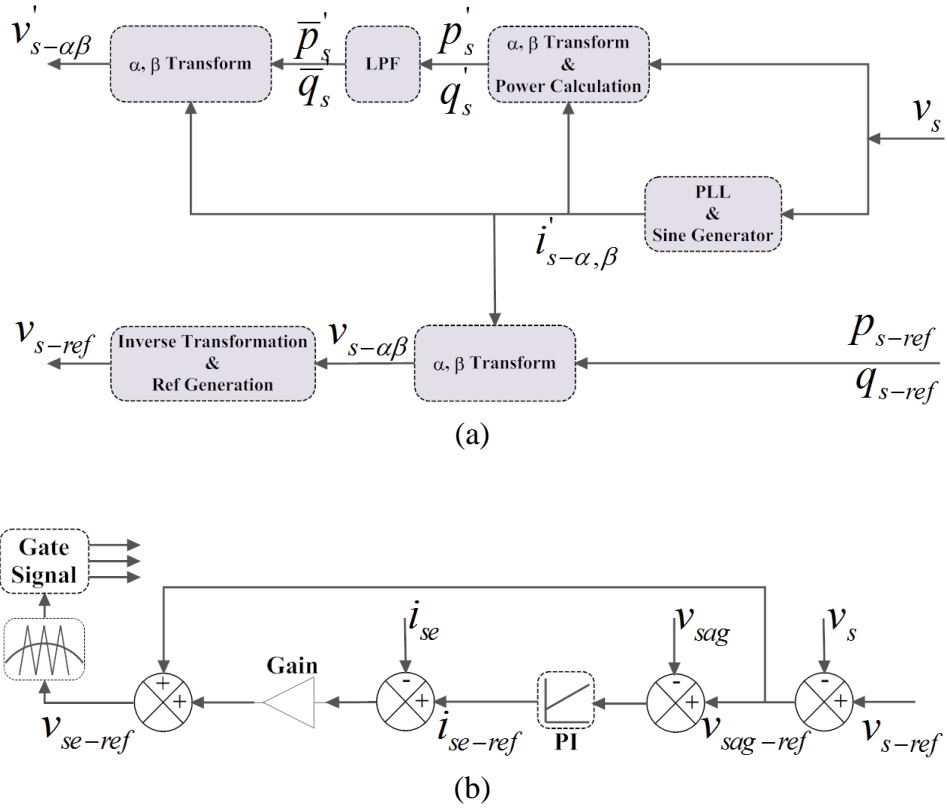 v'_{s-αβ}
α, β Transform
p̄'_s
q̄'_s
LPF
p'_s
q'_s
α, β Transform
&
Power Calculation
v_s
PLL
&
Sine Generator
i'_{s-α,β}
v_{s-ref}
Inverse Transformation
&
Ref Generation
v_{s-αβ}
α, β Transform
p_{s-ref}
q_{s-ref}
(a)
Gate
Signal
i_{se}
v_{sag}
v_s
Gain
+
+
-
+
-
+
-
+
v_{se-ref}
i_{se-ref}
PI
v_{sag-ref}
v_{s-ref}
(b)